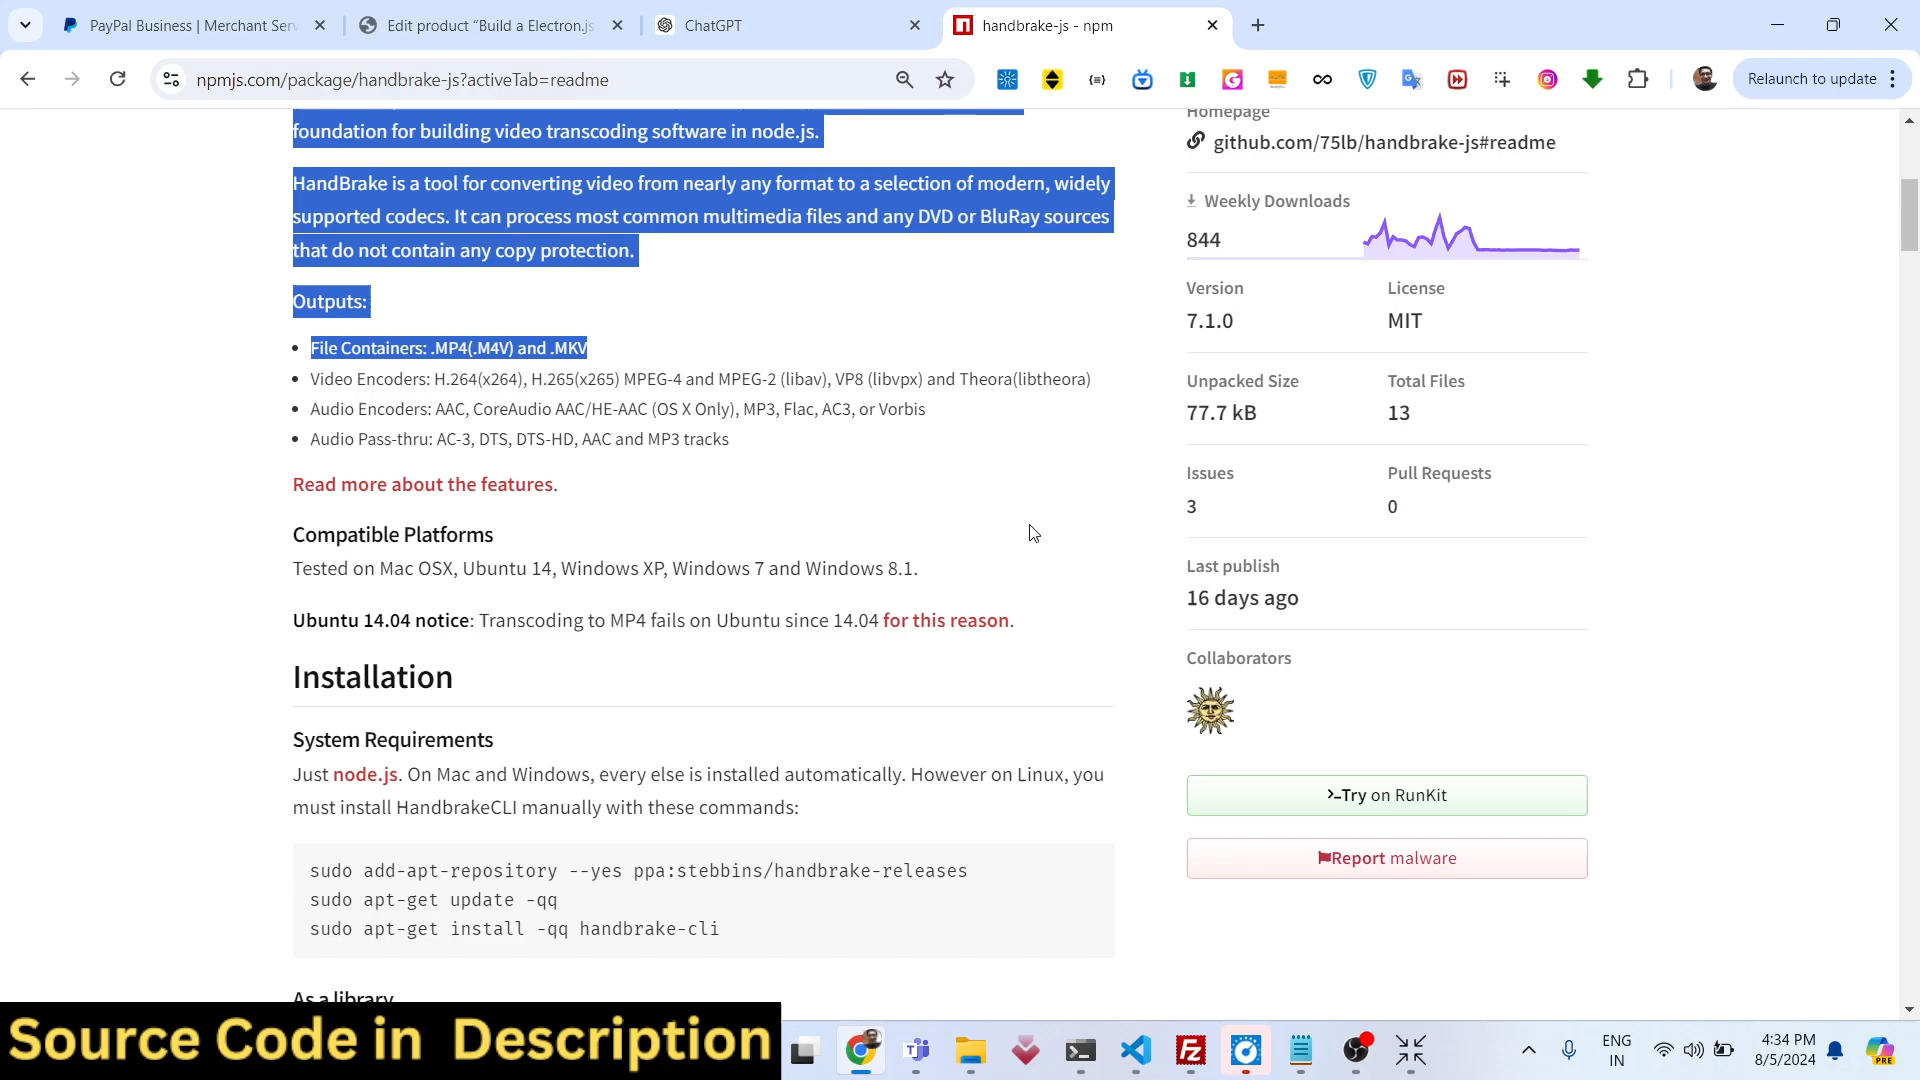 PayPal Business | Merchant Serv
Edit product “Build a Electron.js
ChatGPT
handbrake-js - npm
npmjs.com/package/handbrake-js?activeTab=readme
Relaunch to update
foundation for building video transcoding software in node.js.
HandBrake is a tool for converting video from nearly any format to a selection of modern, widely
supported codecs. It can process most common multimedia files and any DVD or BluRay sources
that do not contain any copy protection.
Outputs:
File Containers: .MP4(.M4V) and .MKV
Video Encoders: H.264(x264), H.265(x265) MPEG-4 and MPEG-2 (libav), VP8 (libvpx) and Theora(libtheora)
Audio Encoders: AAC, CoreAudio AAC/HE-AAC (OS X Only), MP3, Flac, AC3, or Vorbis
Audio Pass-thru: AC-3, DTS, DTS-HD, AAC and MP3 tracks
Read more about the features.
Compatible Platforms
Tested on Mac OSX, Ubuntu 14, Windows XP, Windows 7 and Windows 8.1.
Ubuntu 14.04 notice: Transcoding to MP4 fails on Ubuntu since 14.04 for this reason.
Installation
System Requirements
Just node.js. On Mac and Windows, every else is installed automatically. However on Linux, you
must install HandbrakeCLI manually with these commands:
sudo add-apt-repository --yes ppa:stebbins/handbrake-releases
sudo apt-get update -qq
sudo apt-get install -qq handbrake-cli
As a library
Homepage
github.com/75lb/handbrake-js#readme
Weekly Downloads
844
Version
License
7.1.0
MIT
Unpacked Size
Total Files
77.7 kB
13
Issues
Pull Requests
3
0
Last publish
16 days ago
Collaborators
Try on RunKit
Report malware
Source Code in Description
ENG
IN
4:34 PM
8/5/2024
PRE